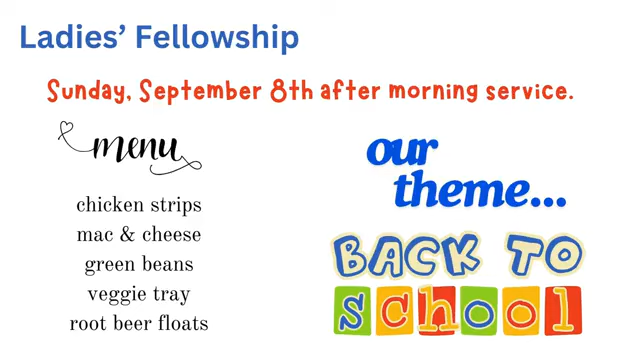 Ladies’ Fellowship
Sunday, September 8th after morning service.
menu
chicken strips
mac & cheese
green beans
veggie tray
root beer floats
our
theme...
BACK TO
school